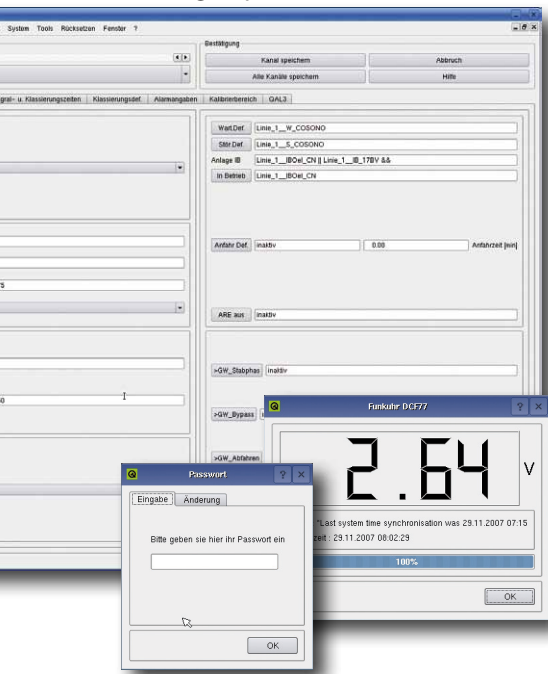 System Tools Rücksetzen Fenster ?
Bestätigung
Kanal speichern Abbruch
Alle Kanäle speichern Hilfe
gral- u. Klassierungszeiten Klassierungsdef. Alarmangaben Kalibrierbereich QAL3
Wart.Def. Linie_1__W_COSONO
Stör.Def. Linie_1__S_COSONO
Anlage IB Linie_1__IBOel_CN || Linie_1__IB_17BV &&
In Betrieb Linie_1__IBOel_CN
Anfahr Def. inaktiv 0.00 Anfahrzeit [min]
ARE aus inaktiv
>GW_Stabphas inaktiv
>GW_Bypass
>GW_Abfahren
Funkuhr DCF77 ? ×
2.64 V
"Last system time synchronisation was 29.11.2007 07:15
zeit : 29.11.2007 08:02:29
100%
OK
Passwort ? ×
Eingabe Änderung
Bitte geben sie hier ihr Passwort ein
OK